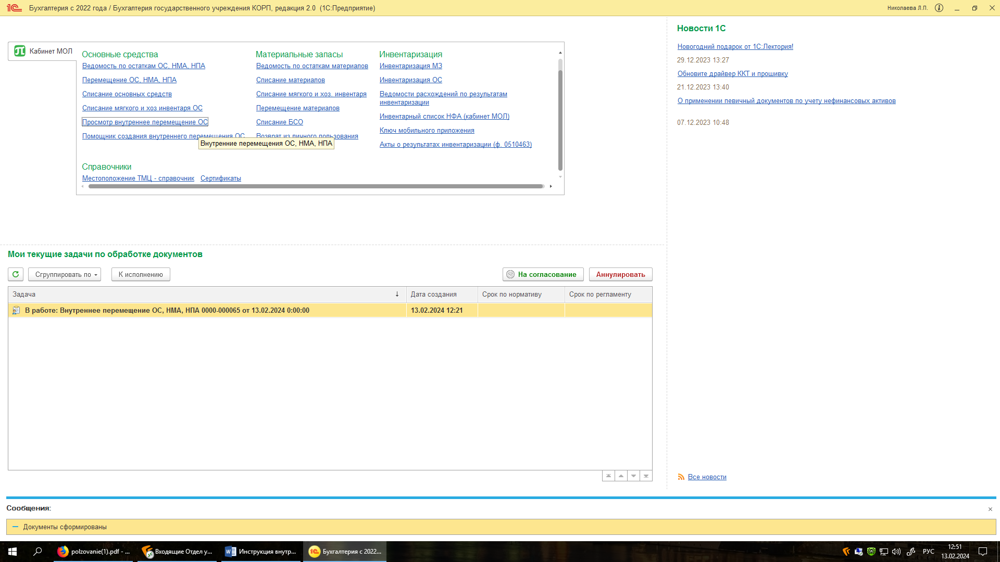 Бухгалтерия с 2022 года / Бухгалтерия государственного учреждения КОРП, редакция 2.0 (1С:Предприятие)
Николаева Л.П.
Кабинет МОЛ
Основные средства
Ведомость по остаткам ОС, НМА, НПА
Перемещение ОС, НМА, НПА
Списание основных средств
Списание мягкого и хоз инвентаря ОС
Просмотр внутреннее перемещение ОС
Помощник создания внутреннего перемещения ОС
Материальные запасы
Ведомость по остаткам материалов
Списание материалов
Списание мягкого и хоз. инвентаря
Перемещение материалов
Списание БСО
Возврат из личного пользования
Внутренние перемещения ОС, НМА, НПА
Инвентаризация
Инвентаризация МЗ
Инвентаризация ОС
Ведомости расхождений по результатам
инвентаризации
Инвентарный список НФА (кабинет МОЛ)
Ключ мобильного приложения
Акты о результатах инвентаризации (ф. 0510463)
Справочники
Местоположение ТМЦ - справочник Сертификаты
Новости 1С
Новогодний подарок от 1С:Лектория!
29.12.2023 13:27
Обновите драйвер ККТ и прошивку
21.12.2023 13:40
О применении певичный документов по учету нефинансовых активов
07.12.2023 10:48
Все новости
Мои текущие задачи по обработке документов
Сгруппировать по К исполнению На согласование Аннулировать
Задача Дата создания Срок по нормативу Срок по регламенту
В работе: Внутреннее перемещение ОС, НМА, НПА 0000-000065 от 13.02.2024 0:00:00 13.02.2024 12:21
Сообщения:
Документы сформированы
polzovanie(1).pdf - ... Входящие Отдел у... Инструкция внутр... Бухгалтерия с 2022...
РУС
12:51
13.02.2024